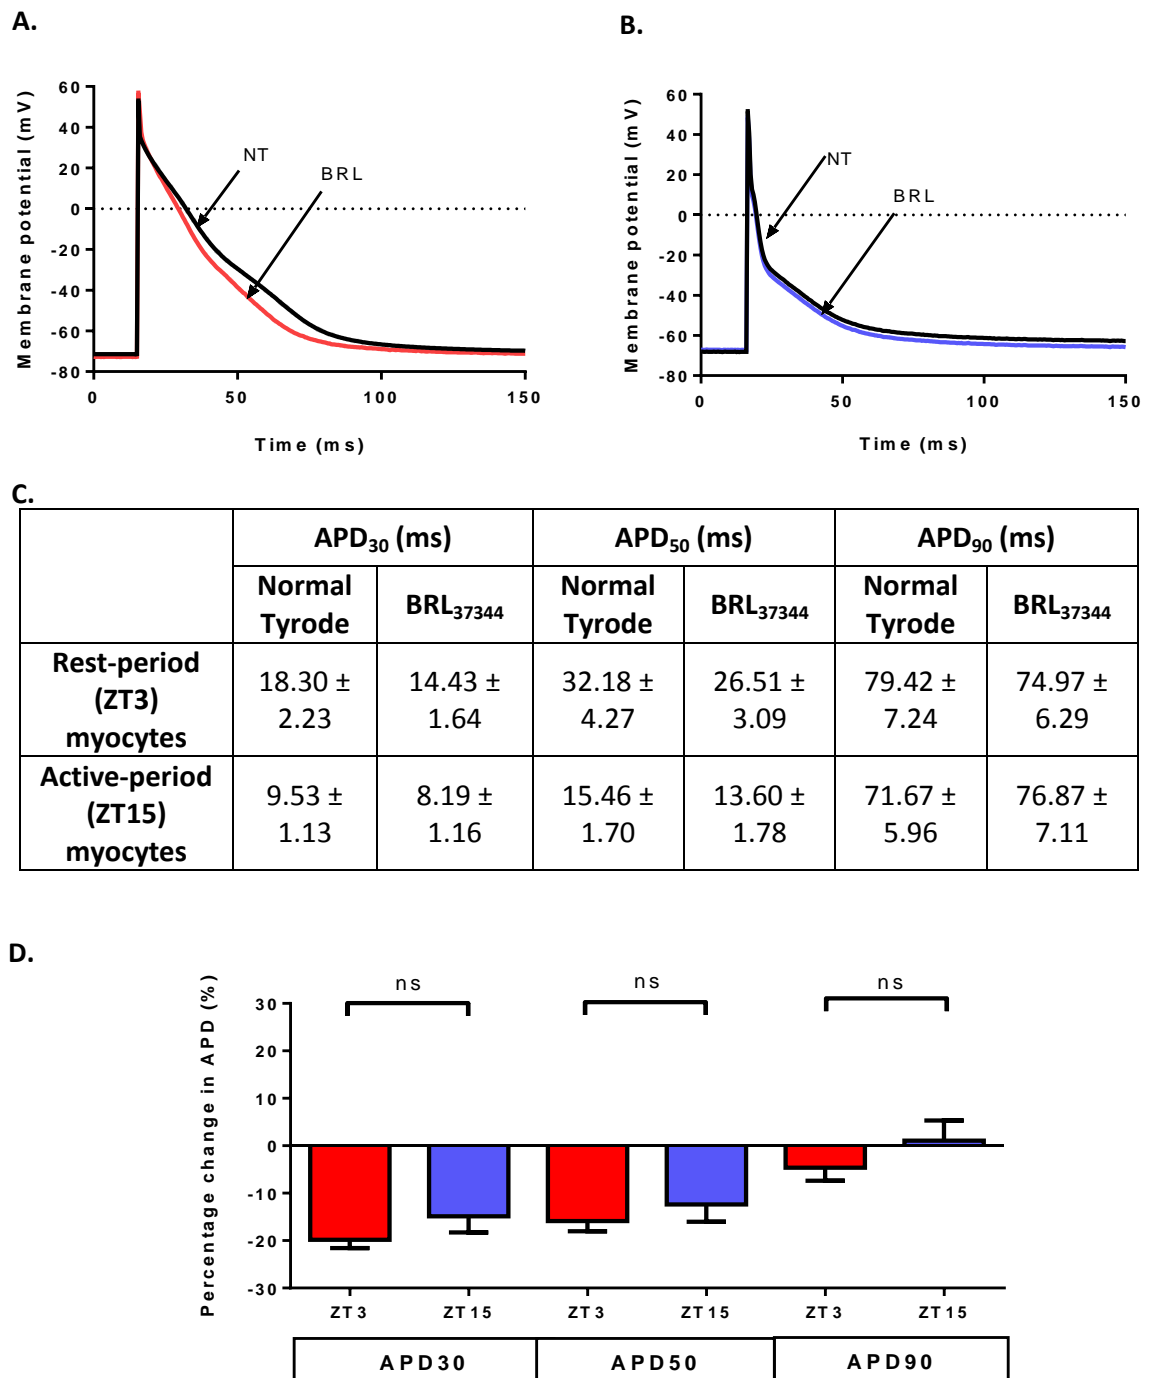 A.
B.
Membrane potential (mV)
60
40
20
0
-20
-40
-60
-80
NT
BRL
0
50
100
150
Time (ms)
Membrane potential (mV)
60
40
20
0
-20
-40
-60
-80
NT
BRL
0
50
100
150
Time (ms)
C.
APD30 (ms)
APD50 (ms)
APD90 (ms)
Normal
Tyrode
BRL37344
Normal
Tyrode
BRL37344
Normal
Tyrode
BRL37344
Rest-period
(ZT3)
myocytes
18.30 ±
2.23
14.43 ±
1.64
32.18 ±
4.27
26.51 ±
3.09
79.42 ±
7.24
74.97 ±
6.29
Active-period
(ZT15)
myocytes
9.53 ±
1.13
8.19 ±
1.16
15.46 ±
1.70
13.60 ±
1.78
71.67 ±
5.96
76.87 ±
7.11
D.
Percentage change in APD (%)
30
20
10
0
-10
-20
-30
ns
ns
ns
ZT3
ZT15
ZT3
ZT15
ZT3
ZT15
APD30
APD50
APD90